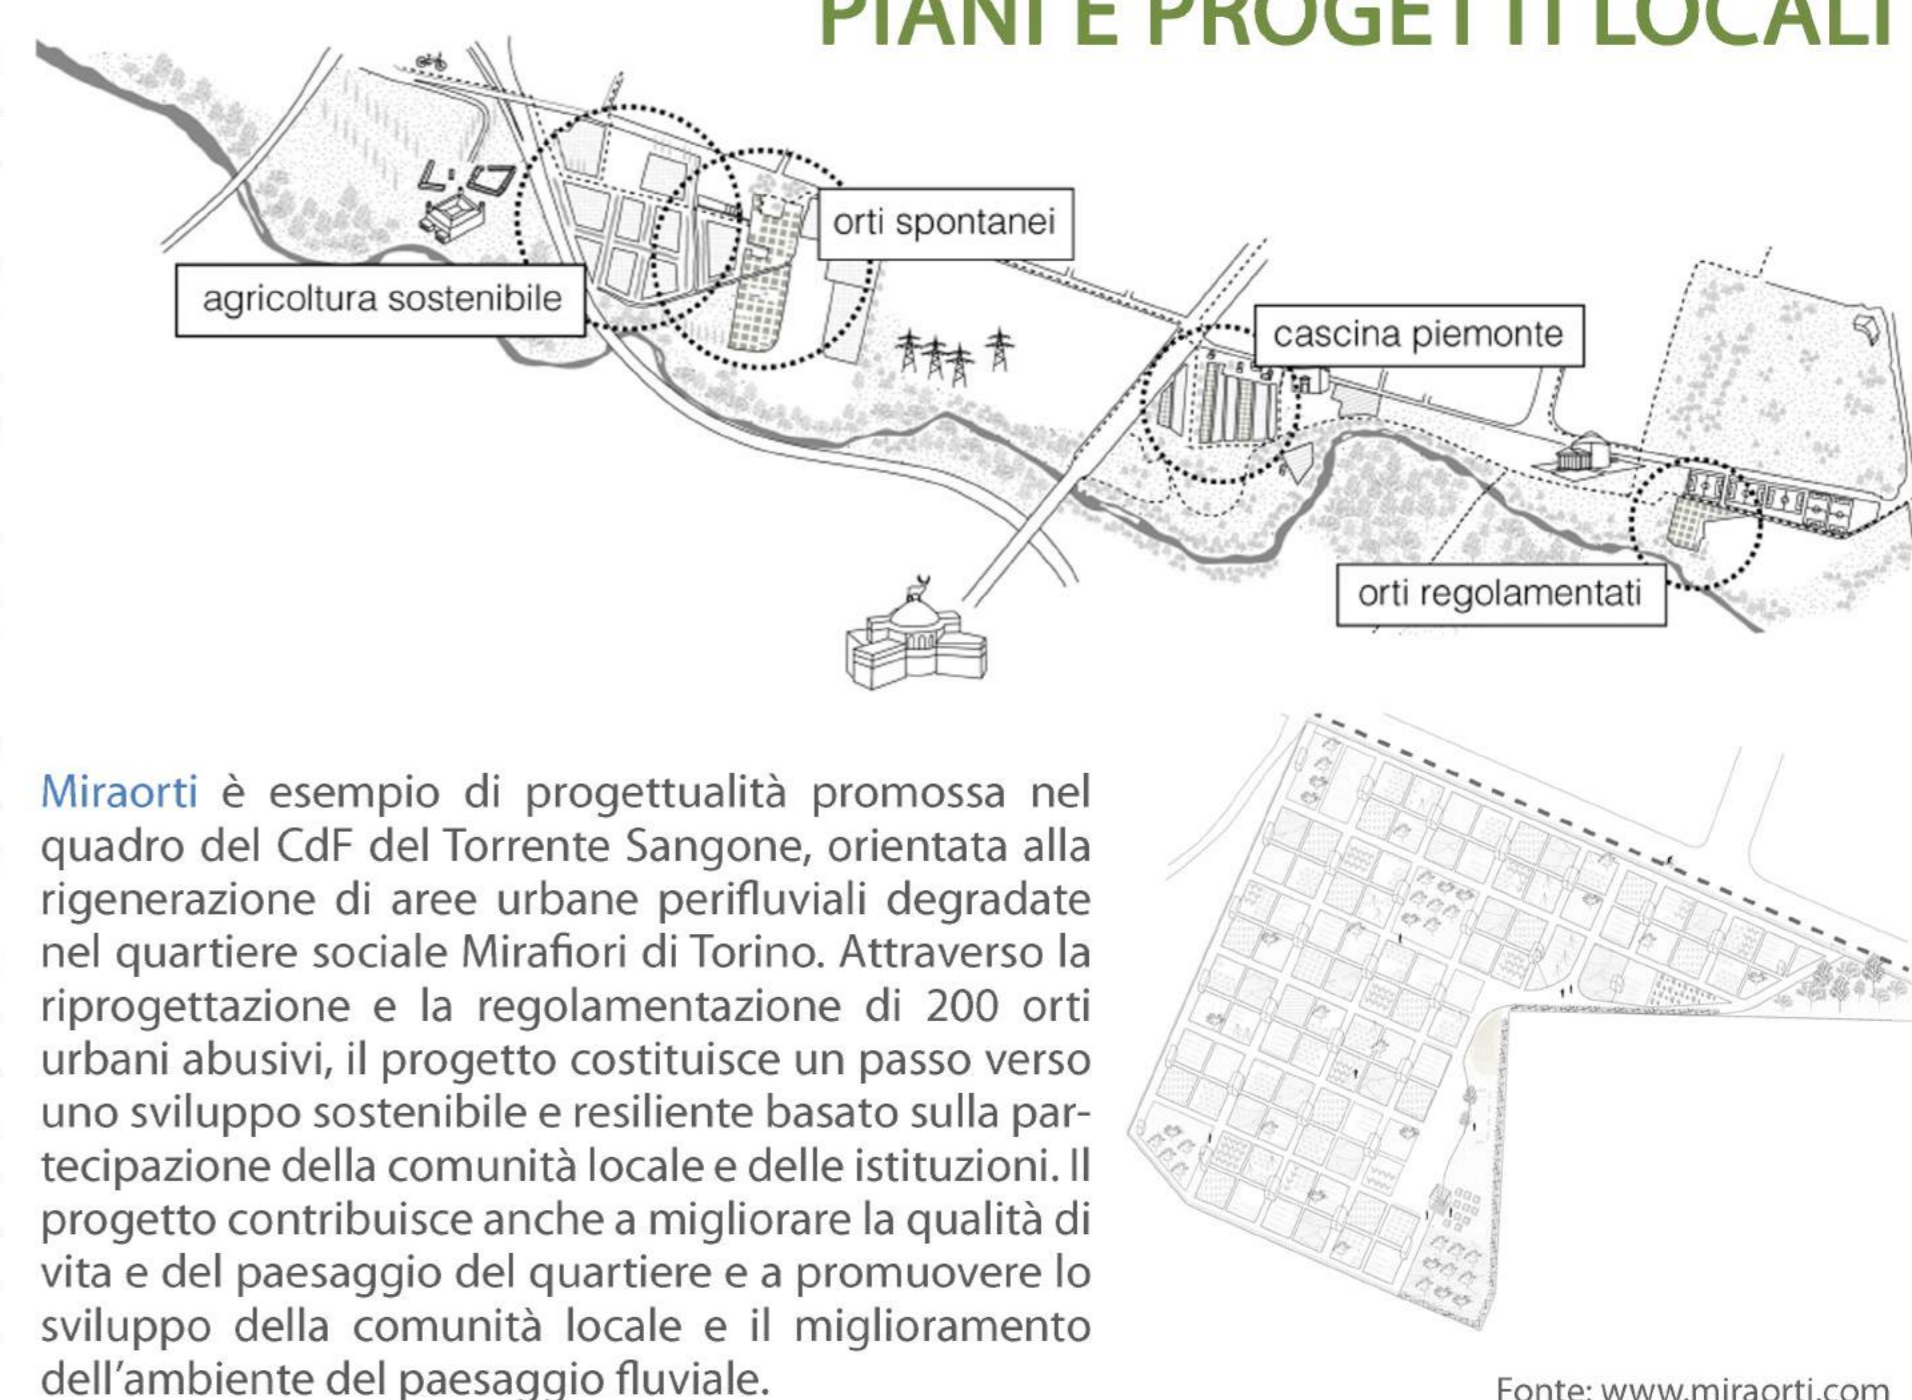 PIANI E PROGETTI LOCALI
orti spontanei
agricoltura sostenibile
cascina piemonte
orti regolamentati
Miraorti è esempio di progettualità promossa nel
quadro del CdF del Torrente Sangone, orientata alla
rigenerazione di aree urbane perifluviali degradate
nel quartiere sociale Mirafiori di Torino. Attraverso la
riprogettazione e la regolamentazione di 200 orti
urbani abusivi, il progetto costituisce un passo verso
uno sviluppo sostenibile e resiliente basato sulla par-
tecipazione della comunità locale e delle istituzioni. Il
progetto contribuisce anche a migliorare la qualità di
vita e del paesaggio del quartiere e a promuovere lo
sviluppo della comunità locale e il miglioramento
dell'ambiente del paesaggio fluviale.
Fonte: www.miraorti.com